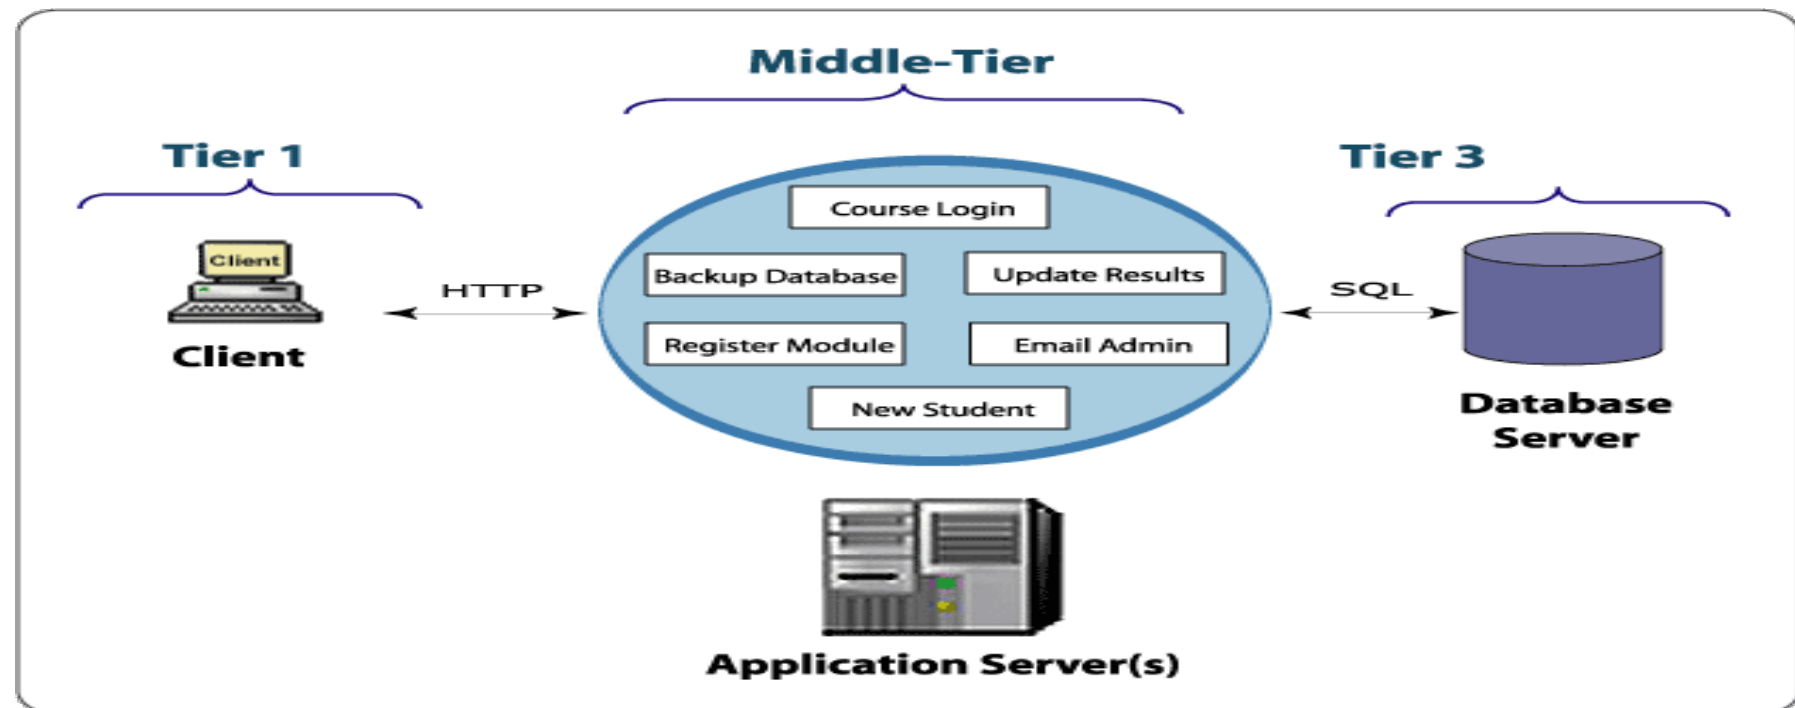 Middle-Tier
Tier 1
Tier 3
Course Login
Client
Backup Database
Update Results
HTTP
SQL
Register Module
Email Admin
Client
New Student
Database
Server
Application Server(s)